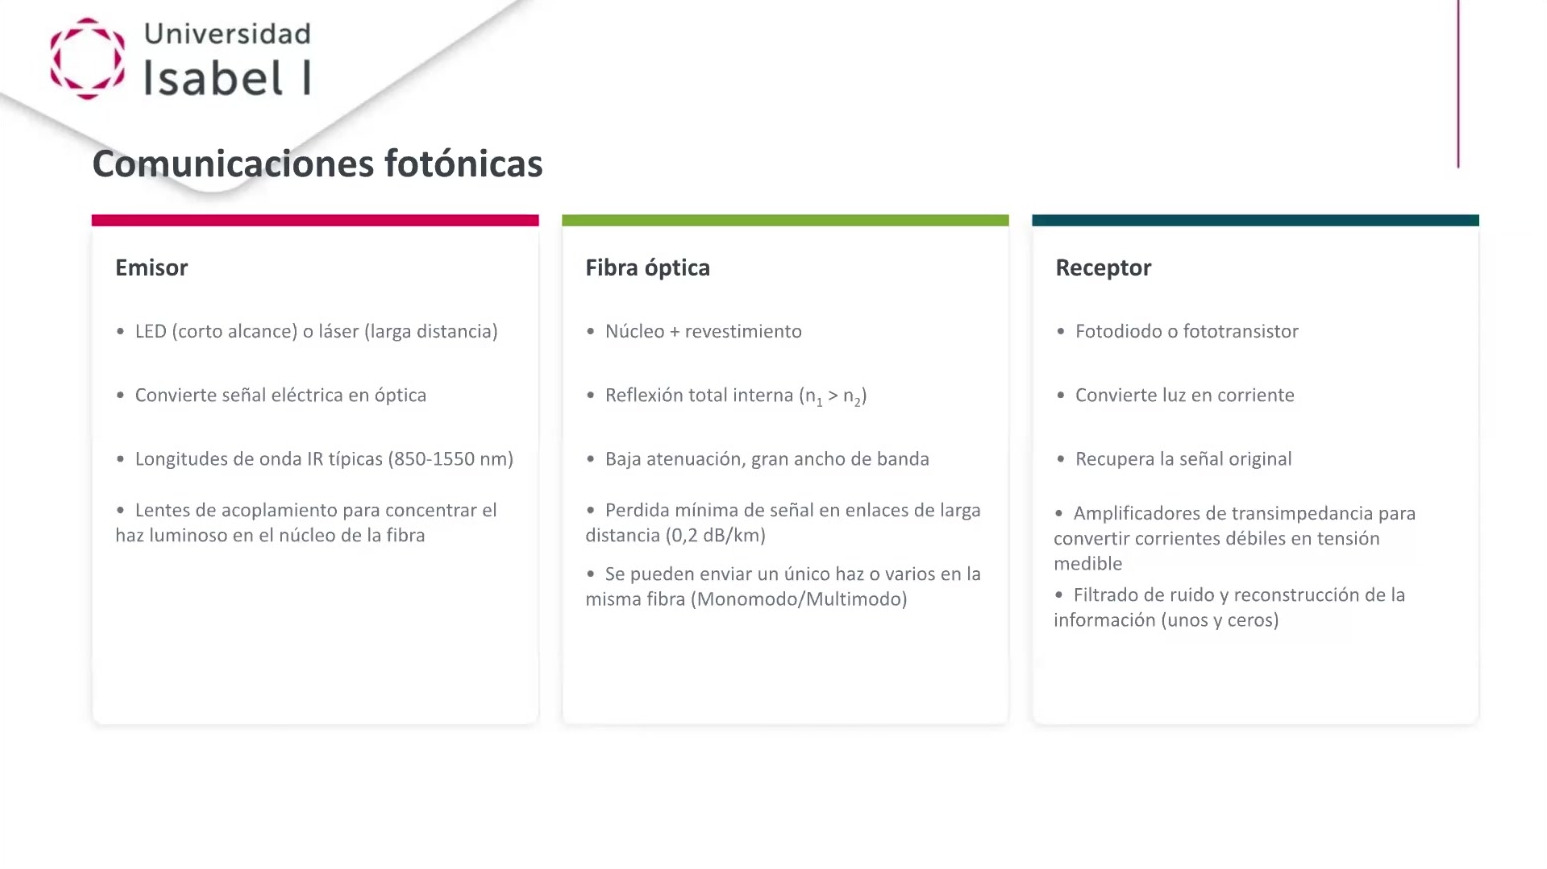 Universidad
Isabel I
Comunicaciones fotónicas
Emisor
• LED (corto alcance) o láser (larga distancia)
• Convierte señal eléctrica en óptica
• Longitudes de onda IR típicas (850-1550 nm)
• Lentes de acoplamiento para concentrar el
haz luminoso en el núcleo de la fibra
Fibra óptica
• Núcleo + revestimiento
• Reflexión total interna (n₁ > n₂)
• Baja atenuación, gran ancho de banda
• Perdida mínima de señal en enlaces de larga
distancia (0,2 dB/km)
• Se pueden enviar un único haz o varios en la
misma fibra (Monomodo/Multimodo)
Receptor
• Fotodiodo o fototransistor
• Convierte luz en corriente
• Recupera la señal original
• Amplificadores de transimpedancia para
convertir corrientes débiles en tensión
medible
• Filtrado de ruido y reconstrucción de la
información (unos y ceros)